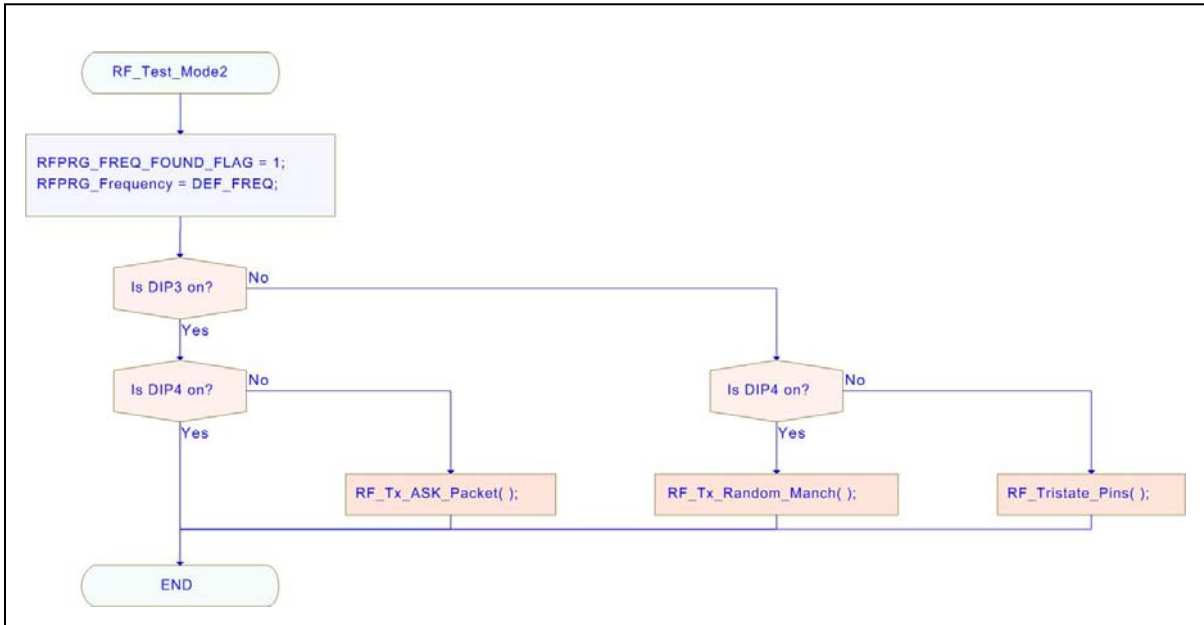 RF_Test_Mode2
RFPRG_FREQ_FOUND_FLAG = 1;
RFPRG_Frequency = DEF_FREQ;
Is DIP3 on?
No
Yes
Is DIP4 on?
No
Yes
Is DIP4 on?
No
Yes
RF_Tx_ASK_Packet( );
RF_Tx_Random_Manch( );
RF_Tristate_Pins( );
END